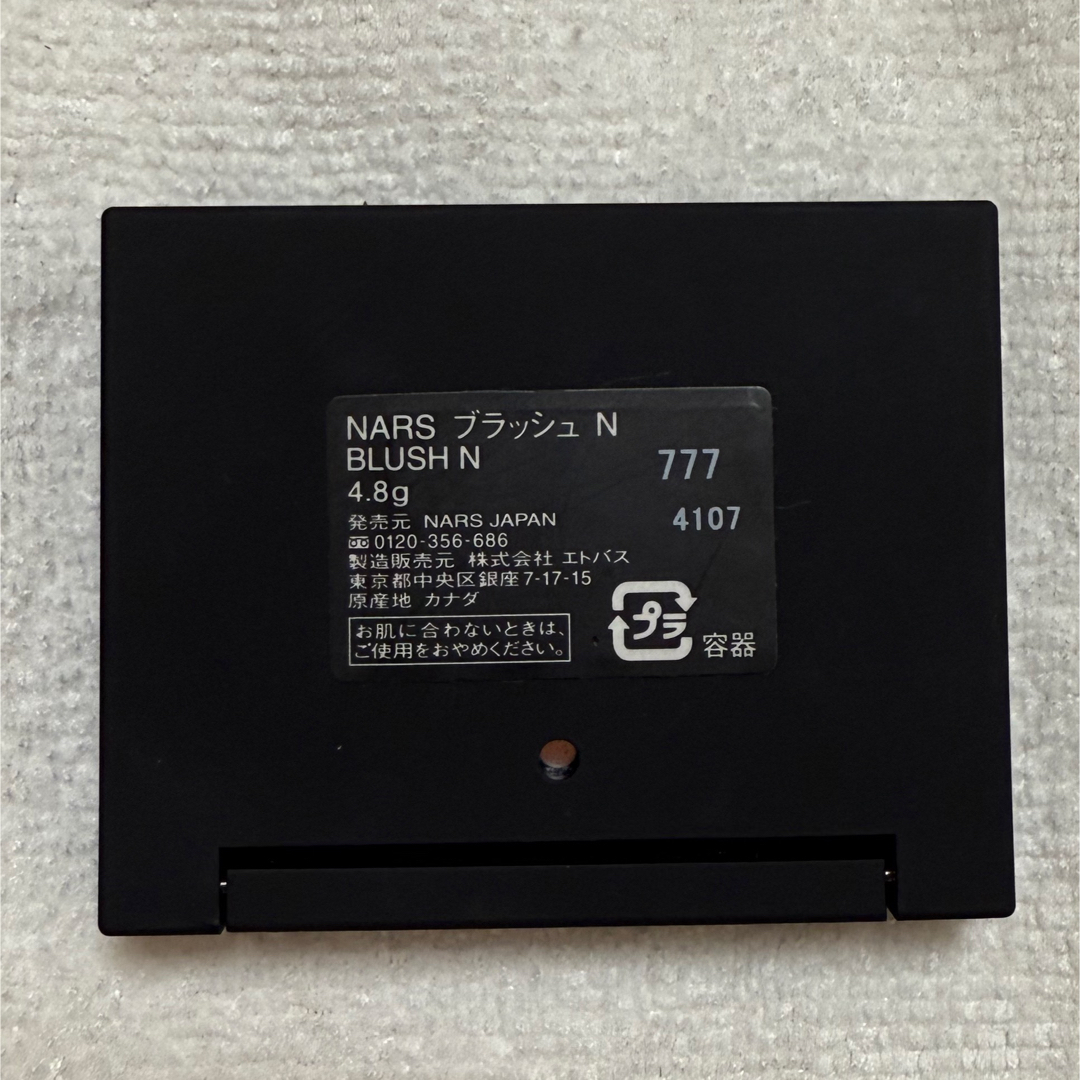 NARS ブラッシュ N
BLUSH N
777
4.8g
4107
発売元 NARS JAPAN
0120-356-686
製造販売元 株式会社 エトバス
東京都中央区銀座7-17-15
原産地 カナダ
お肌に合わないときは、
ご使用をおやめください。
プラ
容器